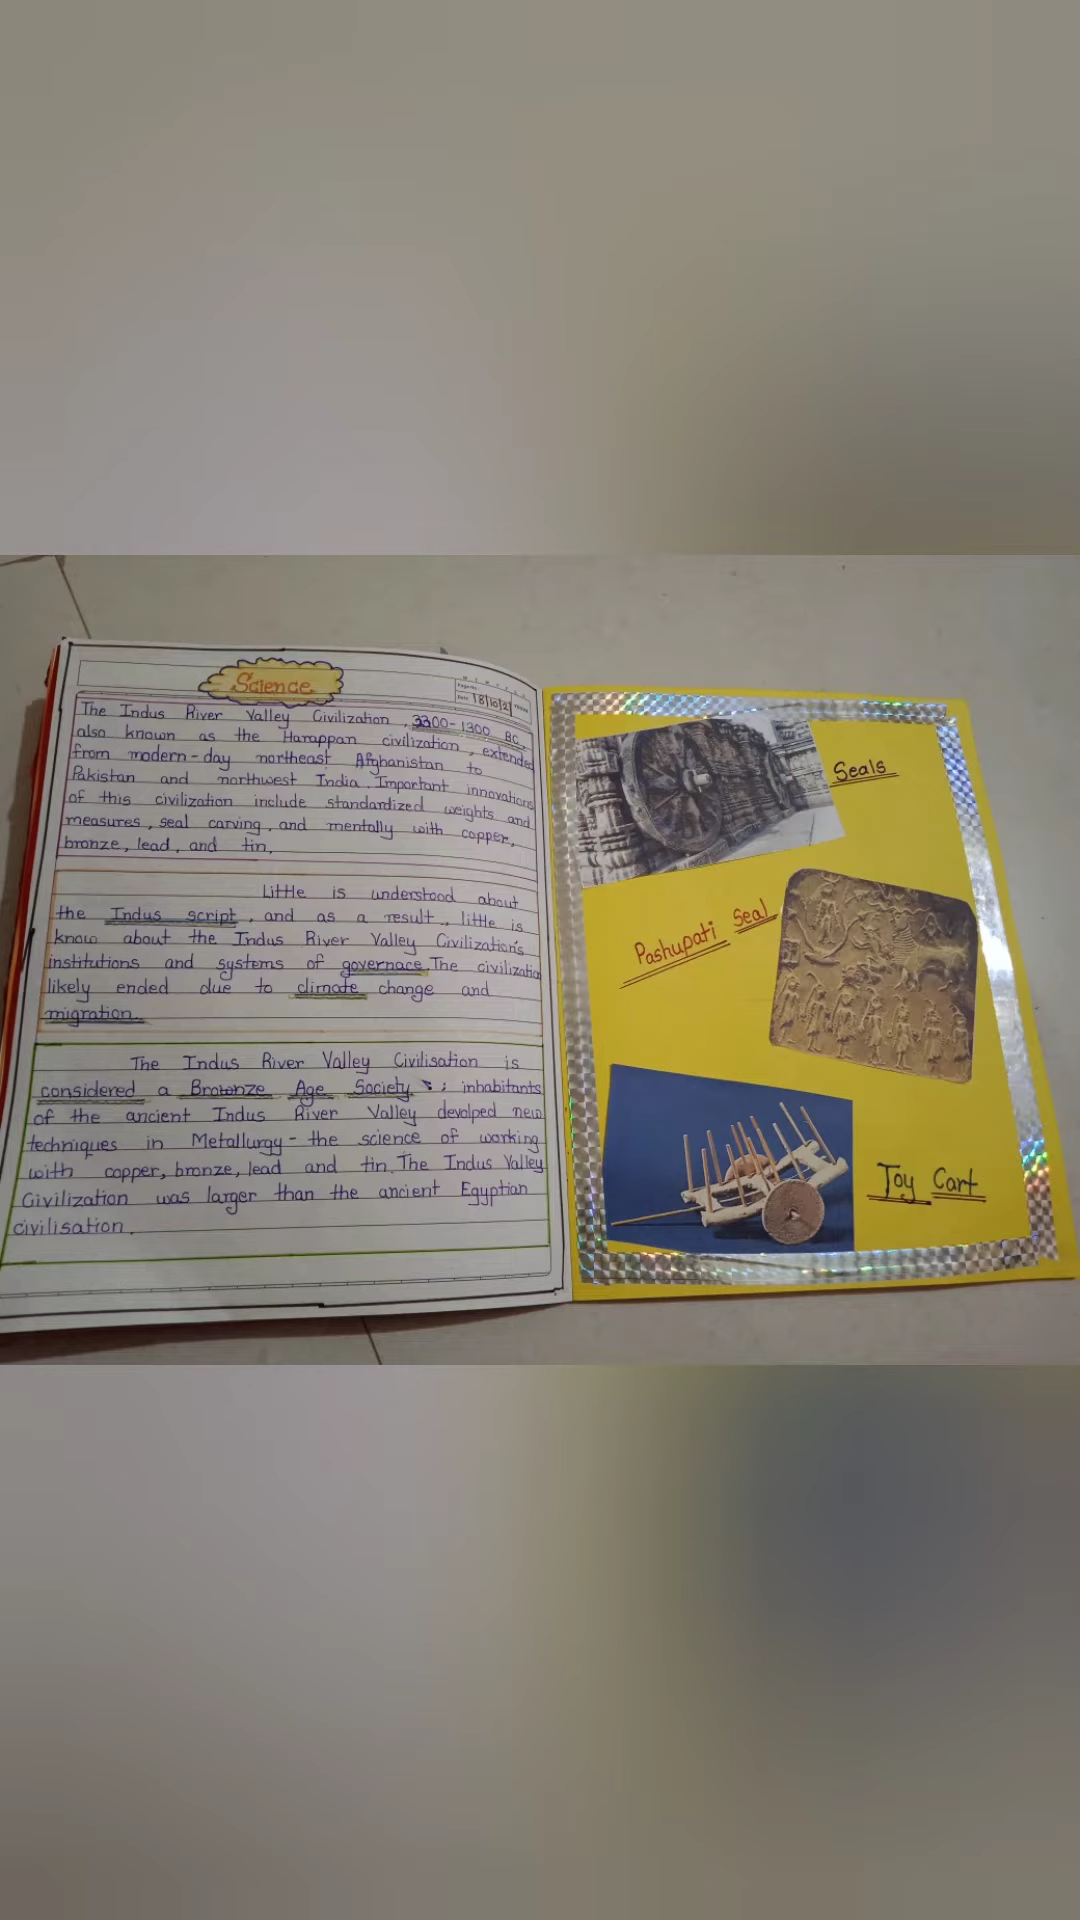 Science
Page No.
Date 18/10/21
The Indus River Valley Civilization, 3300-1300 BC,
also known as the Harappan civilization, extended
from modern-day northeast Afghanistan to
Pakistan and northwest India. Important innovations
of this civilization include standardized weights and
measures, seal carving, and mentally with copper,
bronze, lead, and tin.
Little is understood about
the Indus script, and as a result, little is
know about the Indus River Valley Civilization's
institutions and systems of governace. The civilization
likely ended due to climate change and
migration.
The Indus River Valley Civilisation is
considered a Bronze Age Society; inhabitants
of the ancient Indus River Valley devolped new
techniques in Metallurgy - the science of working
with copper, bronze, lead and tin. The Indus Valley
Civilization was larger than the ancient Egyptian
civilisation.
Seals
Pashupati Seal
Toy Cart